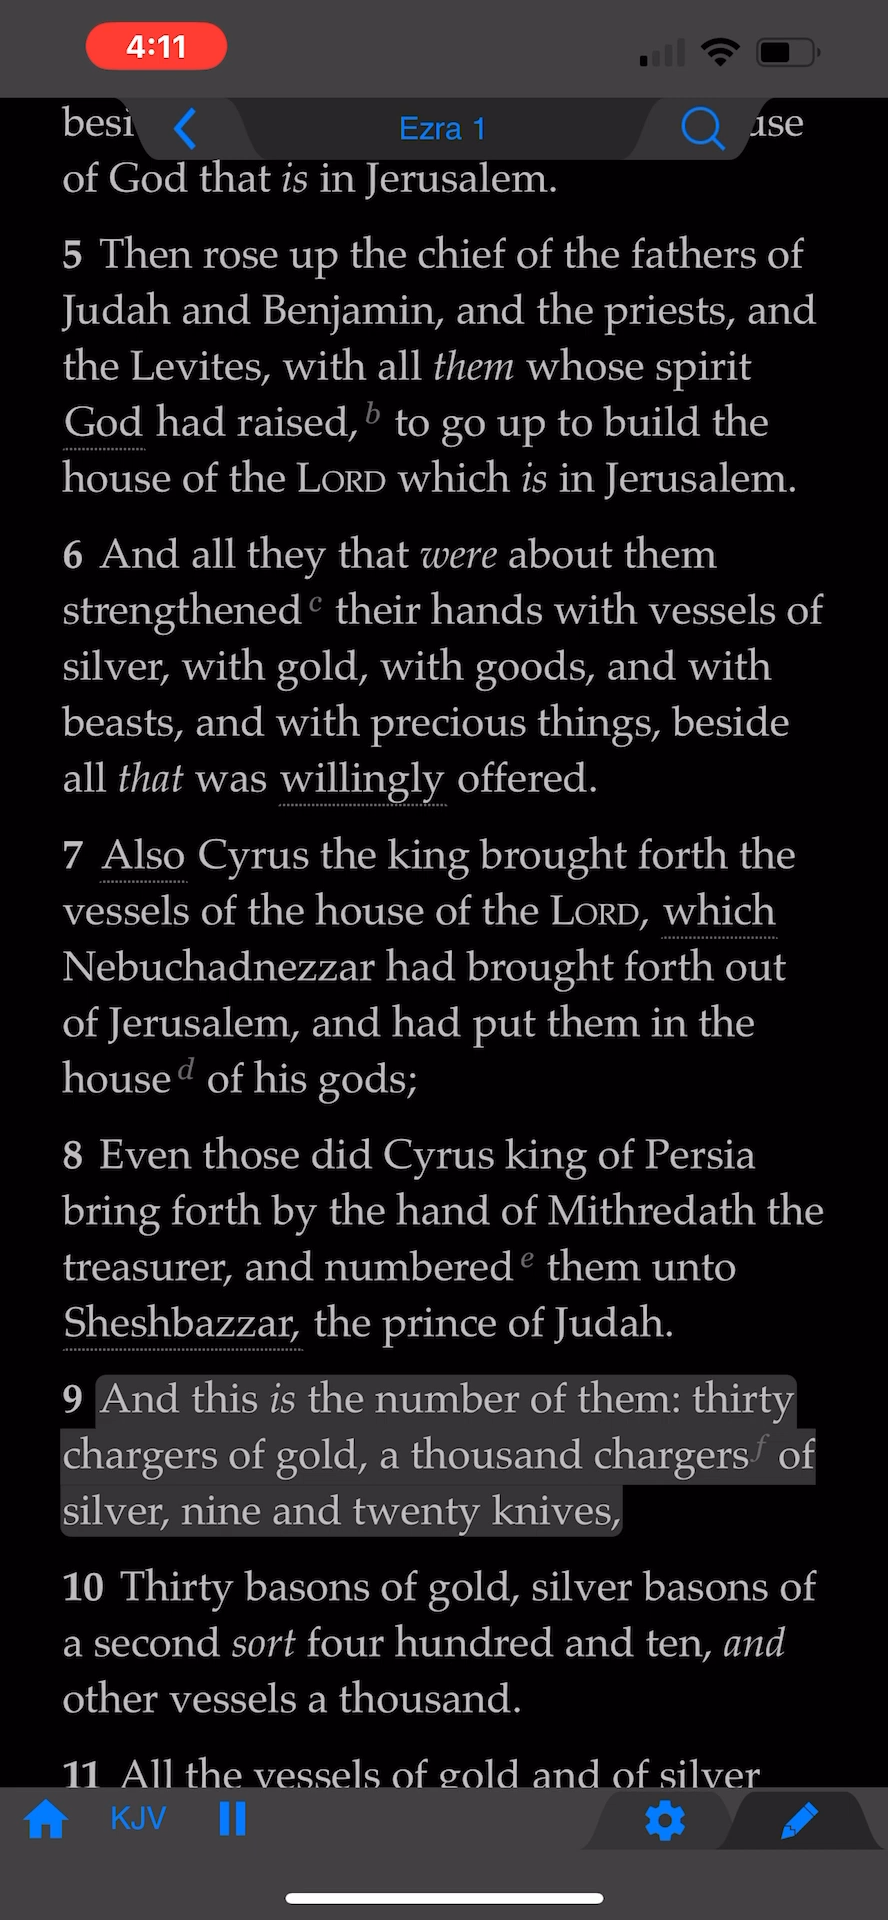 4:11
Ezra 1
besi use
of God that is in Jerusalem.
5 Then rose up the chief of the fathers of
Judah and Benjamin, and the priests, and
the Levites, with all them whose spirit
God had raised, b to go up to build the
house of the LORD which is in Jerusalem.
6 And all they that were about them
strengthened c their hands with vessels of
silver, with gold, with goods, and with
beasts, and with precious things, beside
all that was willingly offered.
7 Also Cyrus the king brought forth the
vessels of the house of the LORD, which
Nebuchadnezzar had brought forth out
of Jerusalem, and had put them in the
house d of his gods;
8 Even those did Cyrus king of Persia
bring forth by the hand of Mithredath the
treasurer, and numbered e them unto
Sheshbazzar, the prince of Judah.
9 And this is the number of them: thirty
chargers of gold, a thousand chargers f of
silver, nine and twenty knives,
10 Thirty basons of gold, silver basons of
a second sort four hundred and ten, and
other vessels a thousand.
11 All the vessels of gold and of silver
KJV